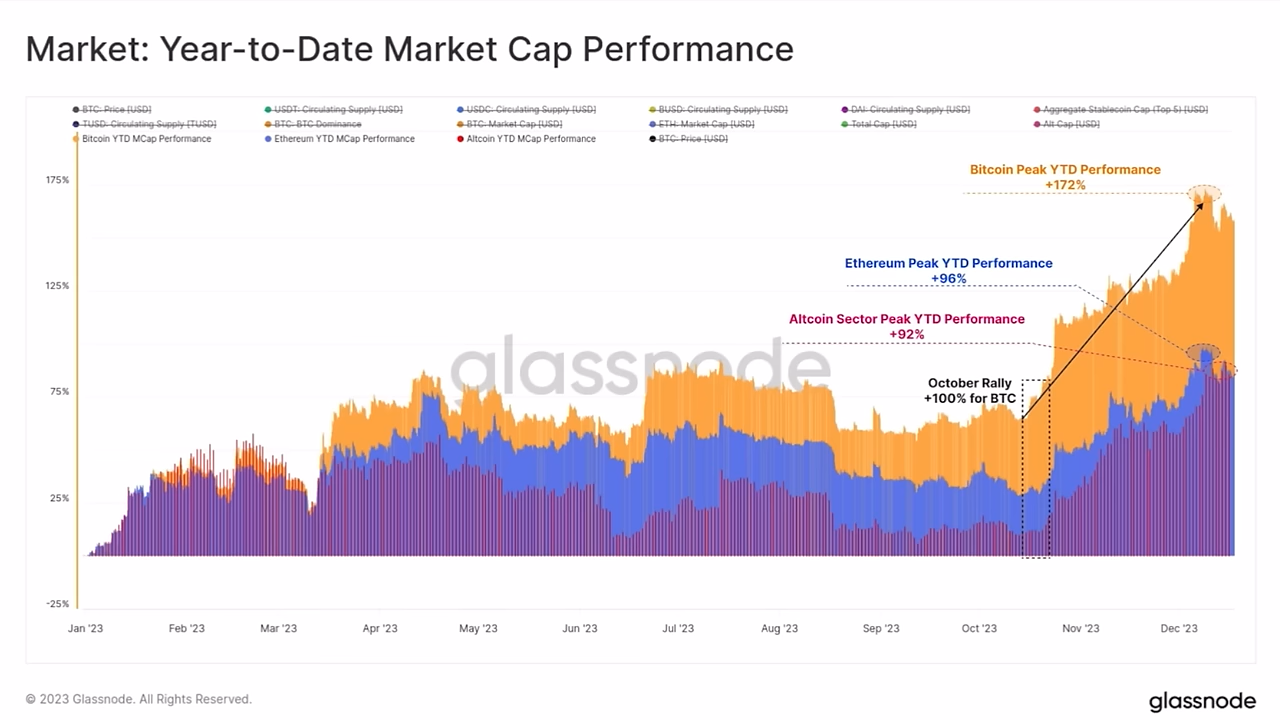 Market: Year-to-Date Market Cap Performance
BTC: Price [USD] USDT: Circulating Supply [USD] USDC: Circulating Supply [USD] BUSD: Circulating Supply [USD] DAI: Circulating Supply [USD] Aggregate Stablecoin Cap (Top 5) [USD]
TUSD: Circulating Supply [TUSD] BTC: BTC Dominance BTC: Market Cap [USD] ETH: Market Cap [USD] Total Cap [USD] Alt Cap [USD]
Bitcoin YTD MCap Performance Ethereum YTD MCap Performance Altcoin YTD MCap Performance BTC: Price [USD]
Bitcoin Peak YTD Performance
+172%
175%
Ethereum Peak YTD Performance
+96%
125%
Altcoin Sector Peak YTD Performance
+92%
glassnode
October Rally
+100% for BTC
75%
25%
-25%
Jan '23 Feb '23 Mar '23 Apr '23 May '23 Jun '23 Jul '23 Aug '23 Sep '23 Oct '23 Nov '23 Dec '23
© 2023 Glassnode. All Rights Reserved.
glassnode